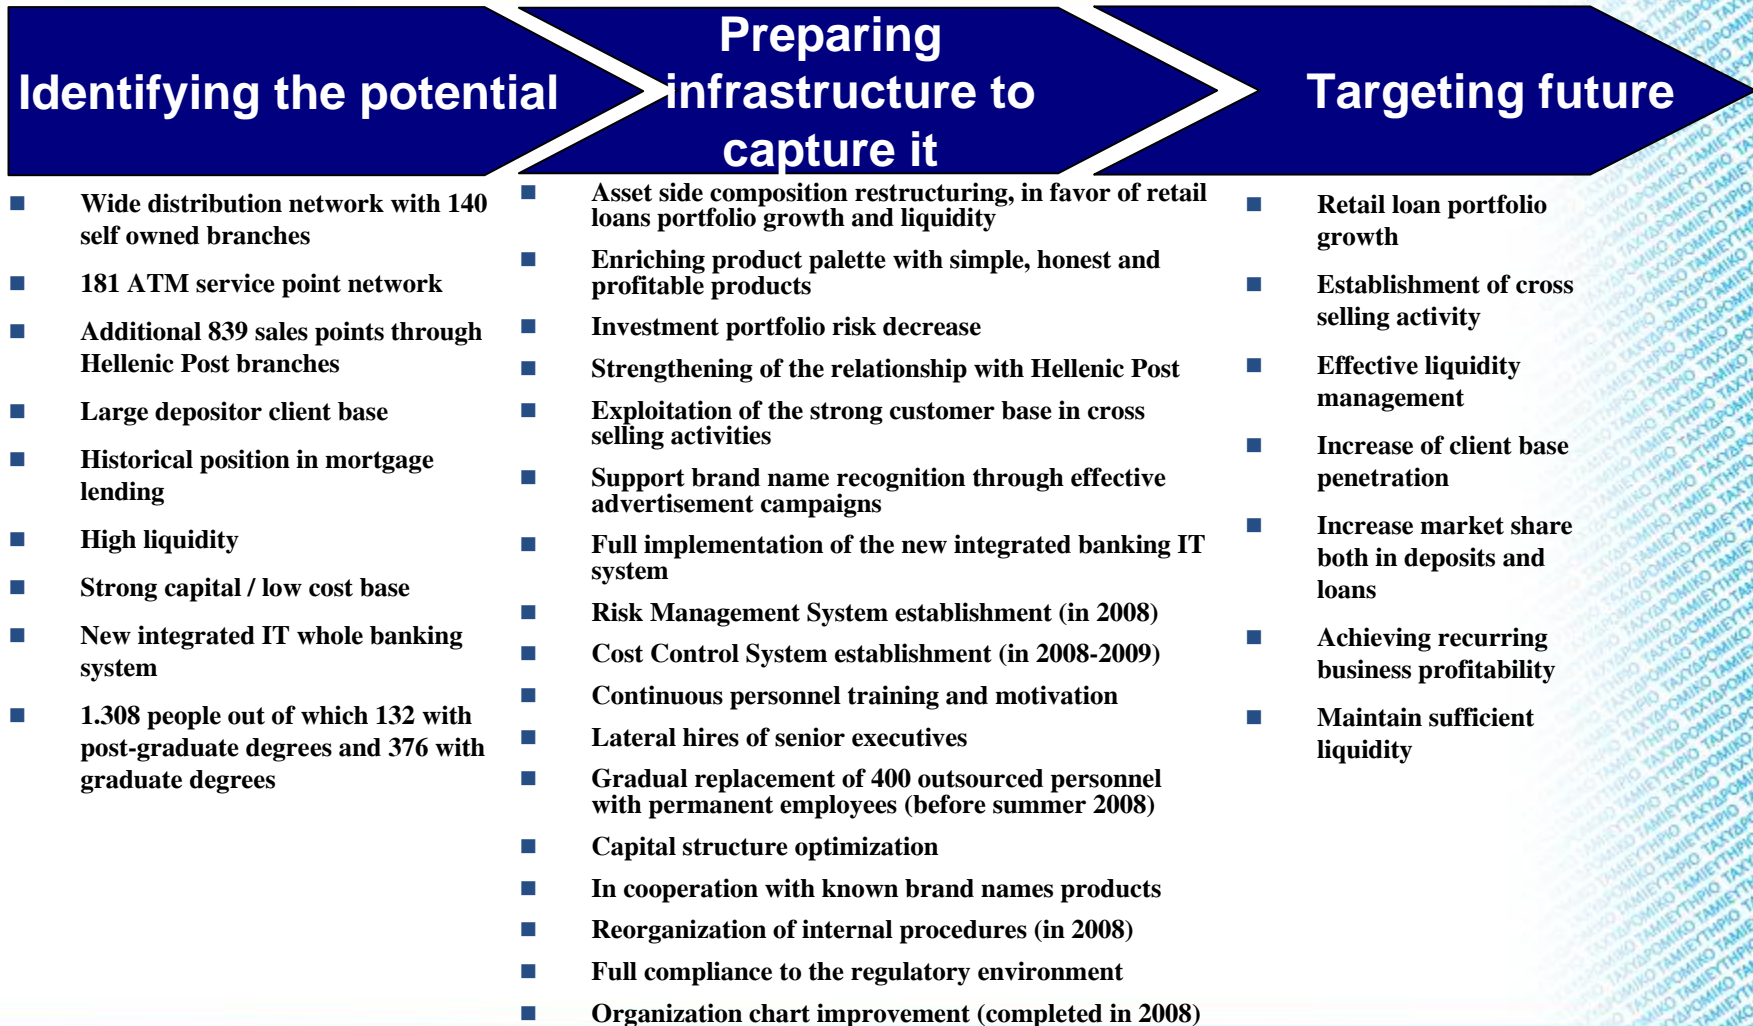 Identifying the potential
Preparing
infrastructure to
capture it
Targeting future
Wide distribution network with 140
self owned branches
181 ATM service point network
Additional 839 sales points through
Hellenic Post branches
Large depositor client base
Historical position in mortgage
lending
High liquidity
Strong capital / low cost base
New integrated IT whole banking
system
1.308 people out of which 132 with
post-graduate degrees and 376 with
graduate degrees
Asset side composition restructuring, in favor of retail
loans portfolio growth and liquidity
Enriching product palette with simple, honest and
profitable products
Investment portfolio risk decrease
Strengthening of the relationship with Hellenic Post
Exploitation of the strong customer base in cross
selling activities
Support brand name recognition through effective
advertisement campaigns
Full implementation of the new integrated banking IT
system
Risk Management System establishment (in 2008)
Cost Control System establishment (in 2008-2009)
Continuous personnel training and motivation
Lateral hires of senior executives
Gradual replacement of 400 outsourced personnel
with permanent employees (before summer 2008)
Capital structure optimization
In cooperation with known brand names products
Reorganization of internal procedures (in 2008)
Full compliance to the regulatory environment
Organization chart improvement (completed in 2008)
Retail loan portfolio
growth
Establishment of cross
selling activity
Effective liquidity
management
Increase of client base
penetration
Increase market share
both in deposits and
loans
Achieving recurring
business profitability
Maintain sufficient
liquidity